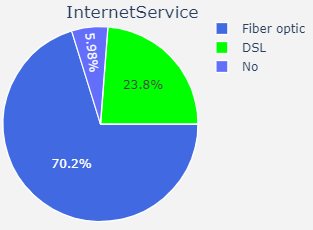 InternetService
Fiber optic
DSL
No
5.98%
23.8%
70.2%